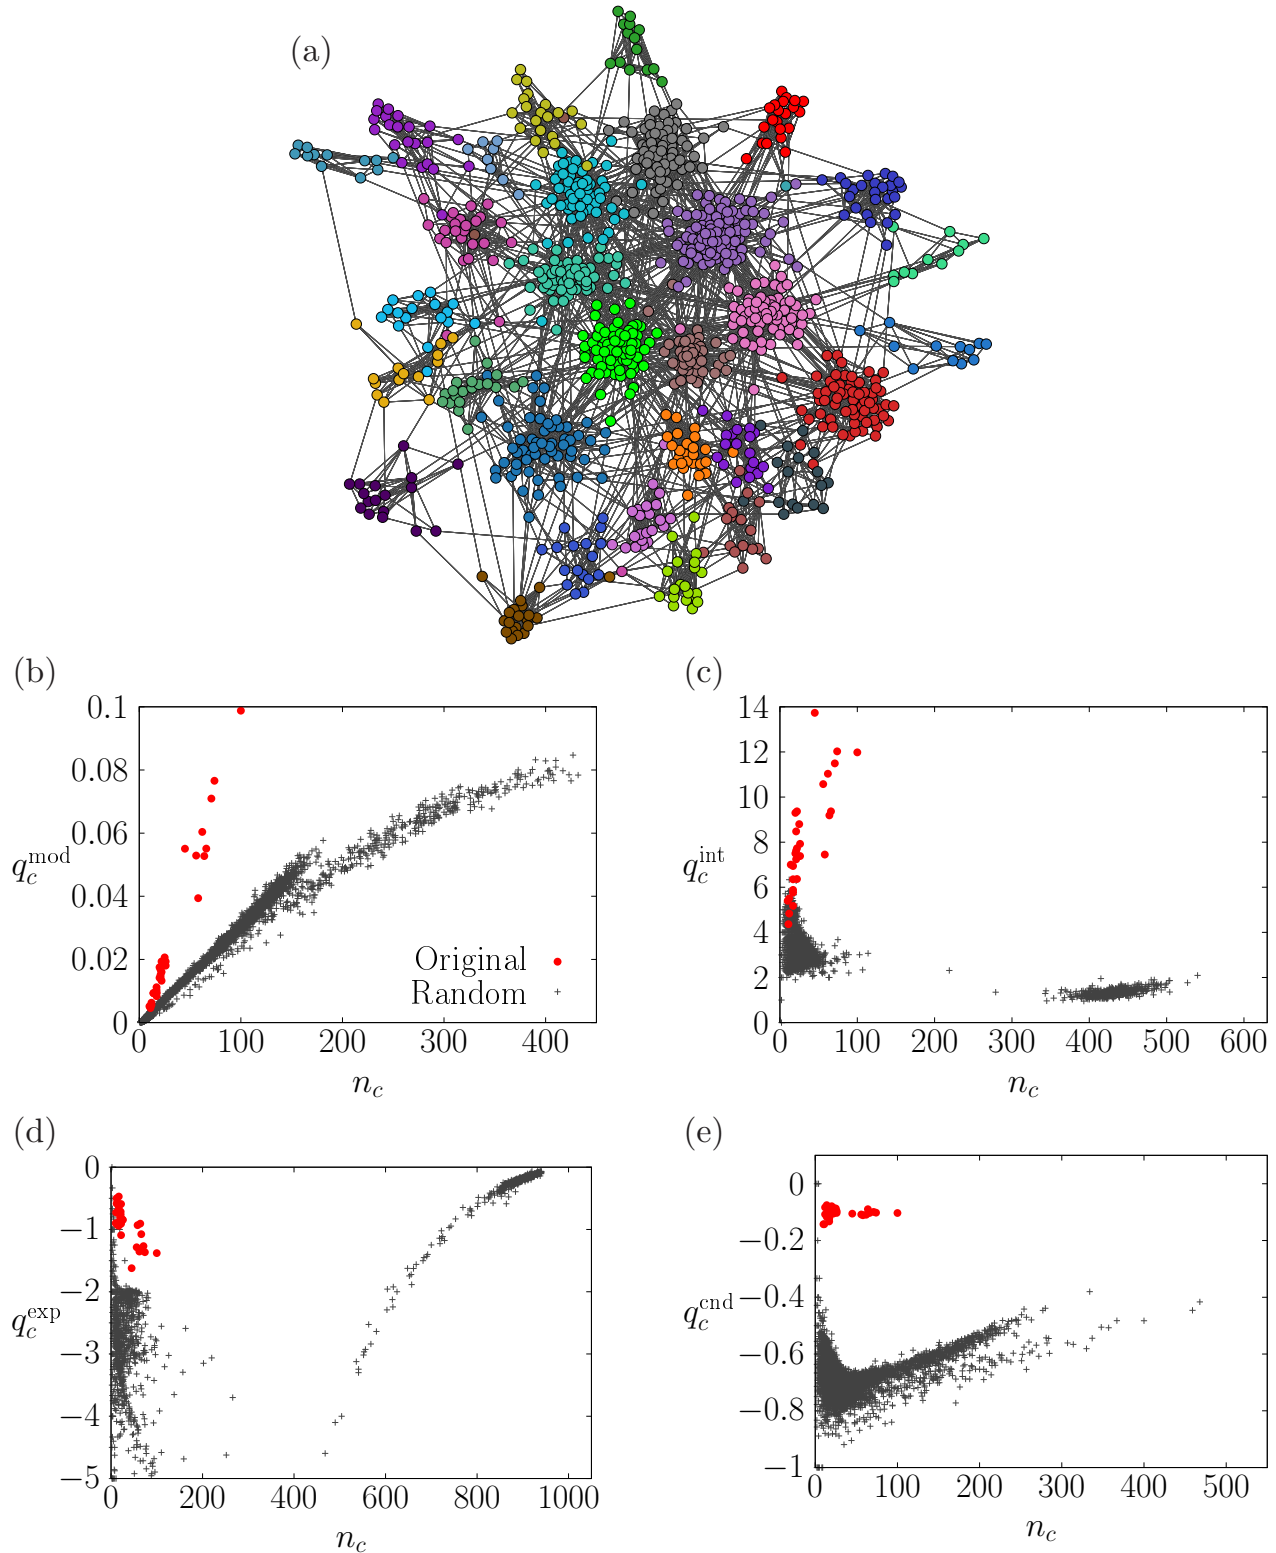 (a)
(b)
0.1
0.08
0.06
0.04
0.02
0
q_c^mod
Original
Random
0 100 200 300 400
n_c
(c)
14
12
10
8
6
4
2
0
q_c^int
0 100 200 300 400 500 600
n_c
(d)
0
−1
−2
−3
−4
−5
q_c^exp
0 200 400 600 800 1000
n_c
(e)
0
−0.2
−0.4
−0.6
−0.8
−1
q_c^cnd
0 100 200 300 400 500
n_c